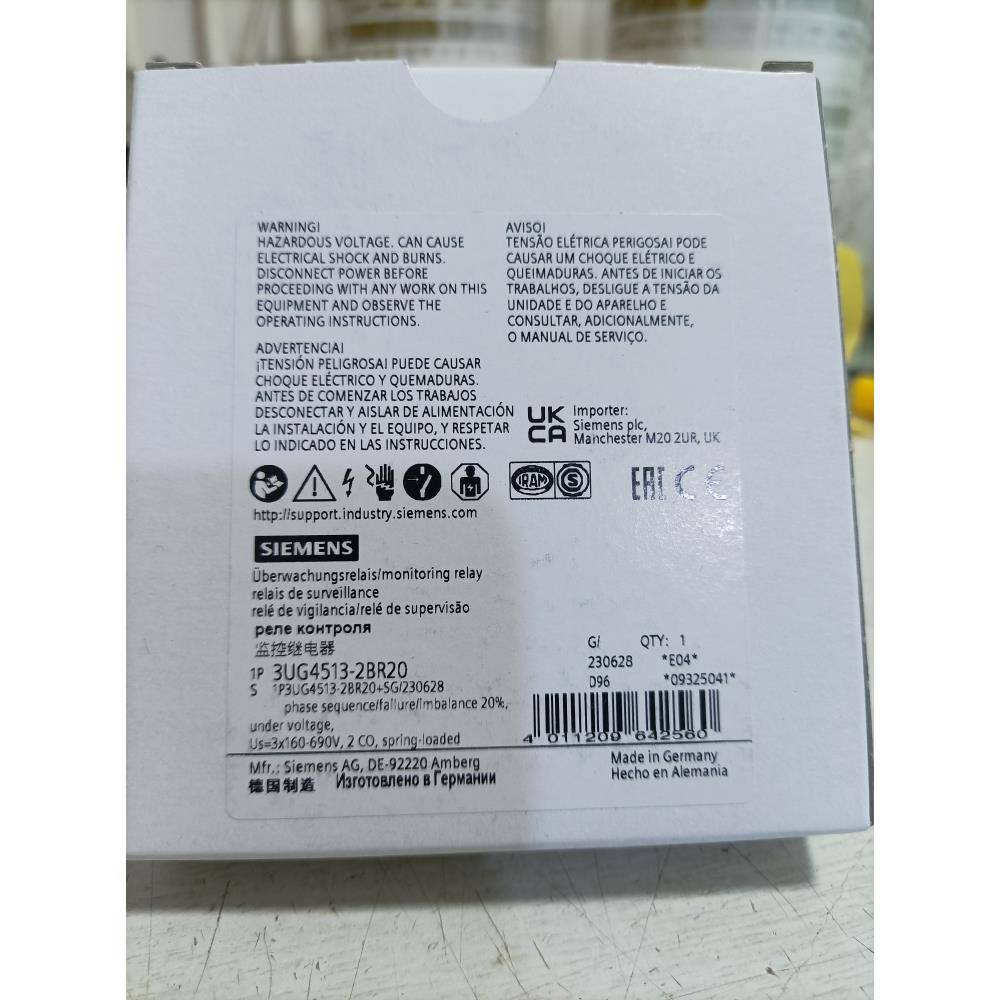 WARNING!
HAZARDOUS VOLTAGE. CAN CAUSE
ELECTRICAL SHOCK AND BURNS.
DISCONNECT POWER BEFORE
PROCEEDING WITH ANY WORK ON THIS
EQUIPMENT AND OBSERVE THE
OPERATING INSTRUCTIONS.
AVISO!
TENSÃO ELÉTRICA PERIGOSA! PODE
CAUSAR UM CHOQUE ELÉTRICO E
QUEIMADURAS. ANTES DE INICIAR OS
TRABALHOS, DESLIGUE A TENSÃO DA
UNIDADE E DO APARELHO E
CONSULTAR, ADICIONALMENTE,
O MANUAL DE SERVIÇO.
ADVERTENCIA!
¡TENSIÓN PELIGROSA! PUEDE CAUSAR
CHOQUE ELÉCTRICO Y QUEMADURAS.
ANTES DE COMENZAR LOS TRABAJOS
DESCONECTAR Y AISLAR DE ALIMENTACIÓN
LA INSTALACIÓN Y EL EQUIPO, Y RESPETAR
LO INDICADO EN LAS INSTRUCCIONES.
UK
CA
Importer:
Siemens plc,
Manchester M20 2UR, UK
IRAM
S
EAC CE
http://support.industry.siemens.com
SIEMENS
Überwachungsrelais/monitoring relay
relais de surveillance
relé de vigilancia/relé de supervisão
реле контроля
监控继电器
1P 3UG4513-2BR20
S 1P3UG4513-2BR20+SG/230628
phase sequence/failure/imbalance 20%,
under voltage,
Us=3x160-690V, 2 CO, spring-loaded
G/ QTY: 1
230628 *E04*
D96 *09325041*
4 011209 642560
Mfr.: Siemens AG, DE-92220 Amberg
德国制造 Изготовлено в Германии
Made in Germany
Hecho en Alemania